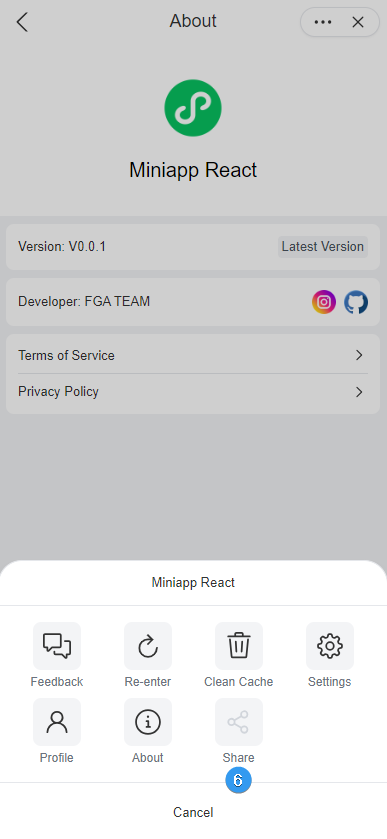 About
Miniapp React
Version: V0.0.1
Latest Version
Developer: FGA TEAM
Terms of Service
Privacy Policy
Miniapp React
Feedback
Re-enter
Clean Cache
Settings
Profile
About
Share
6
Cancel